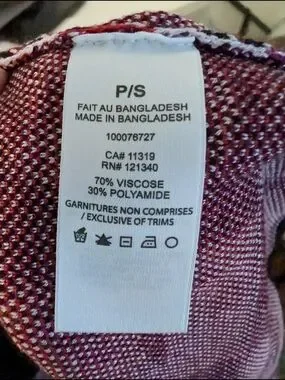 P/S
FAIT AU BANGLADESH
MADE IN BANGLADESH
100076727
CA# 11319
RN# 121340
70% VISCOSE
30% POLYAMIDE
GARNITURES NON COMPRISES
/ EXCLUSIVE OF TRIMS